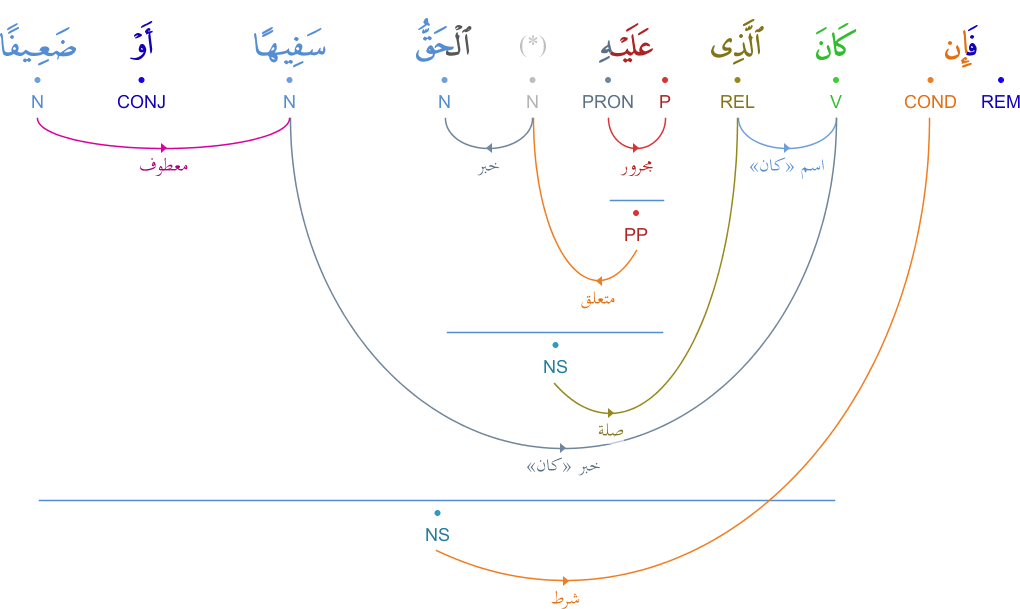 فَإِن كَانَ ٱلَّذِى عَلَيْهِ (*) ٱلْحَقُّ سَفِيهًا أَوْ ضَعِيفًا
REM COND V REL P PRON N N N CONJ N
اسم «كان» مجرور خبر معطوف
PP
متعلق
NS
صلة
خبر «كان»
NS
شرط